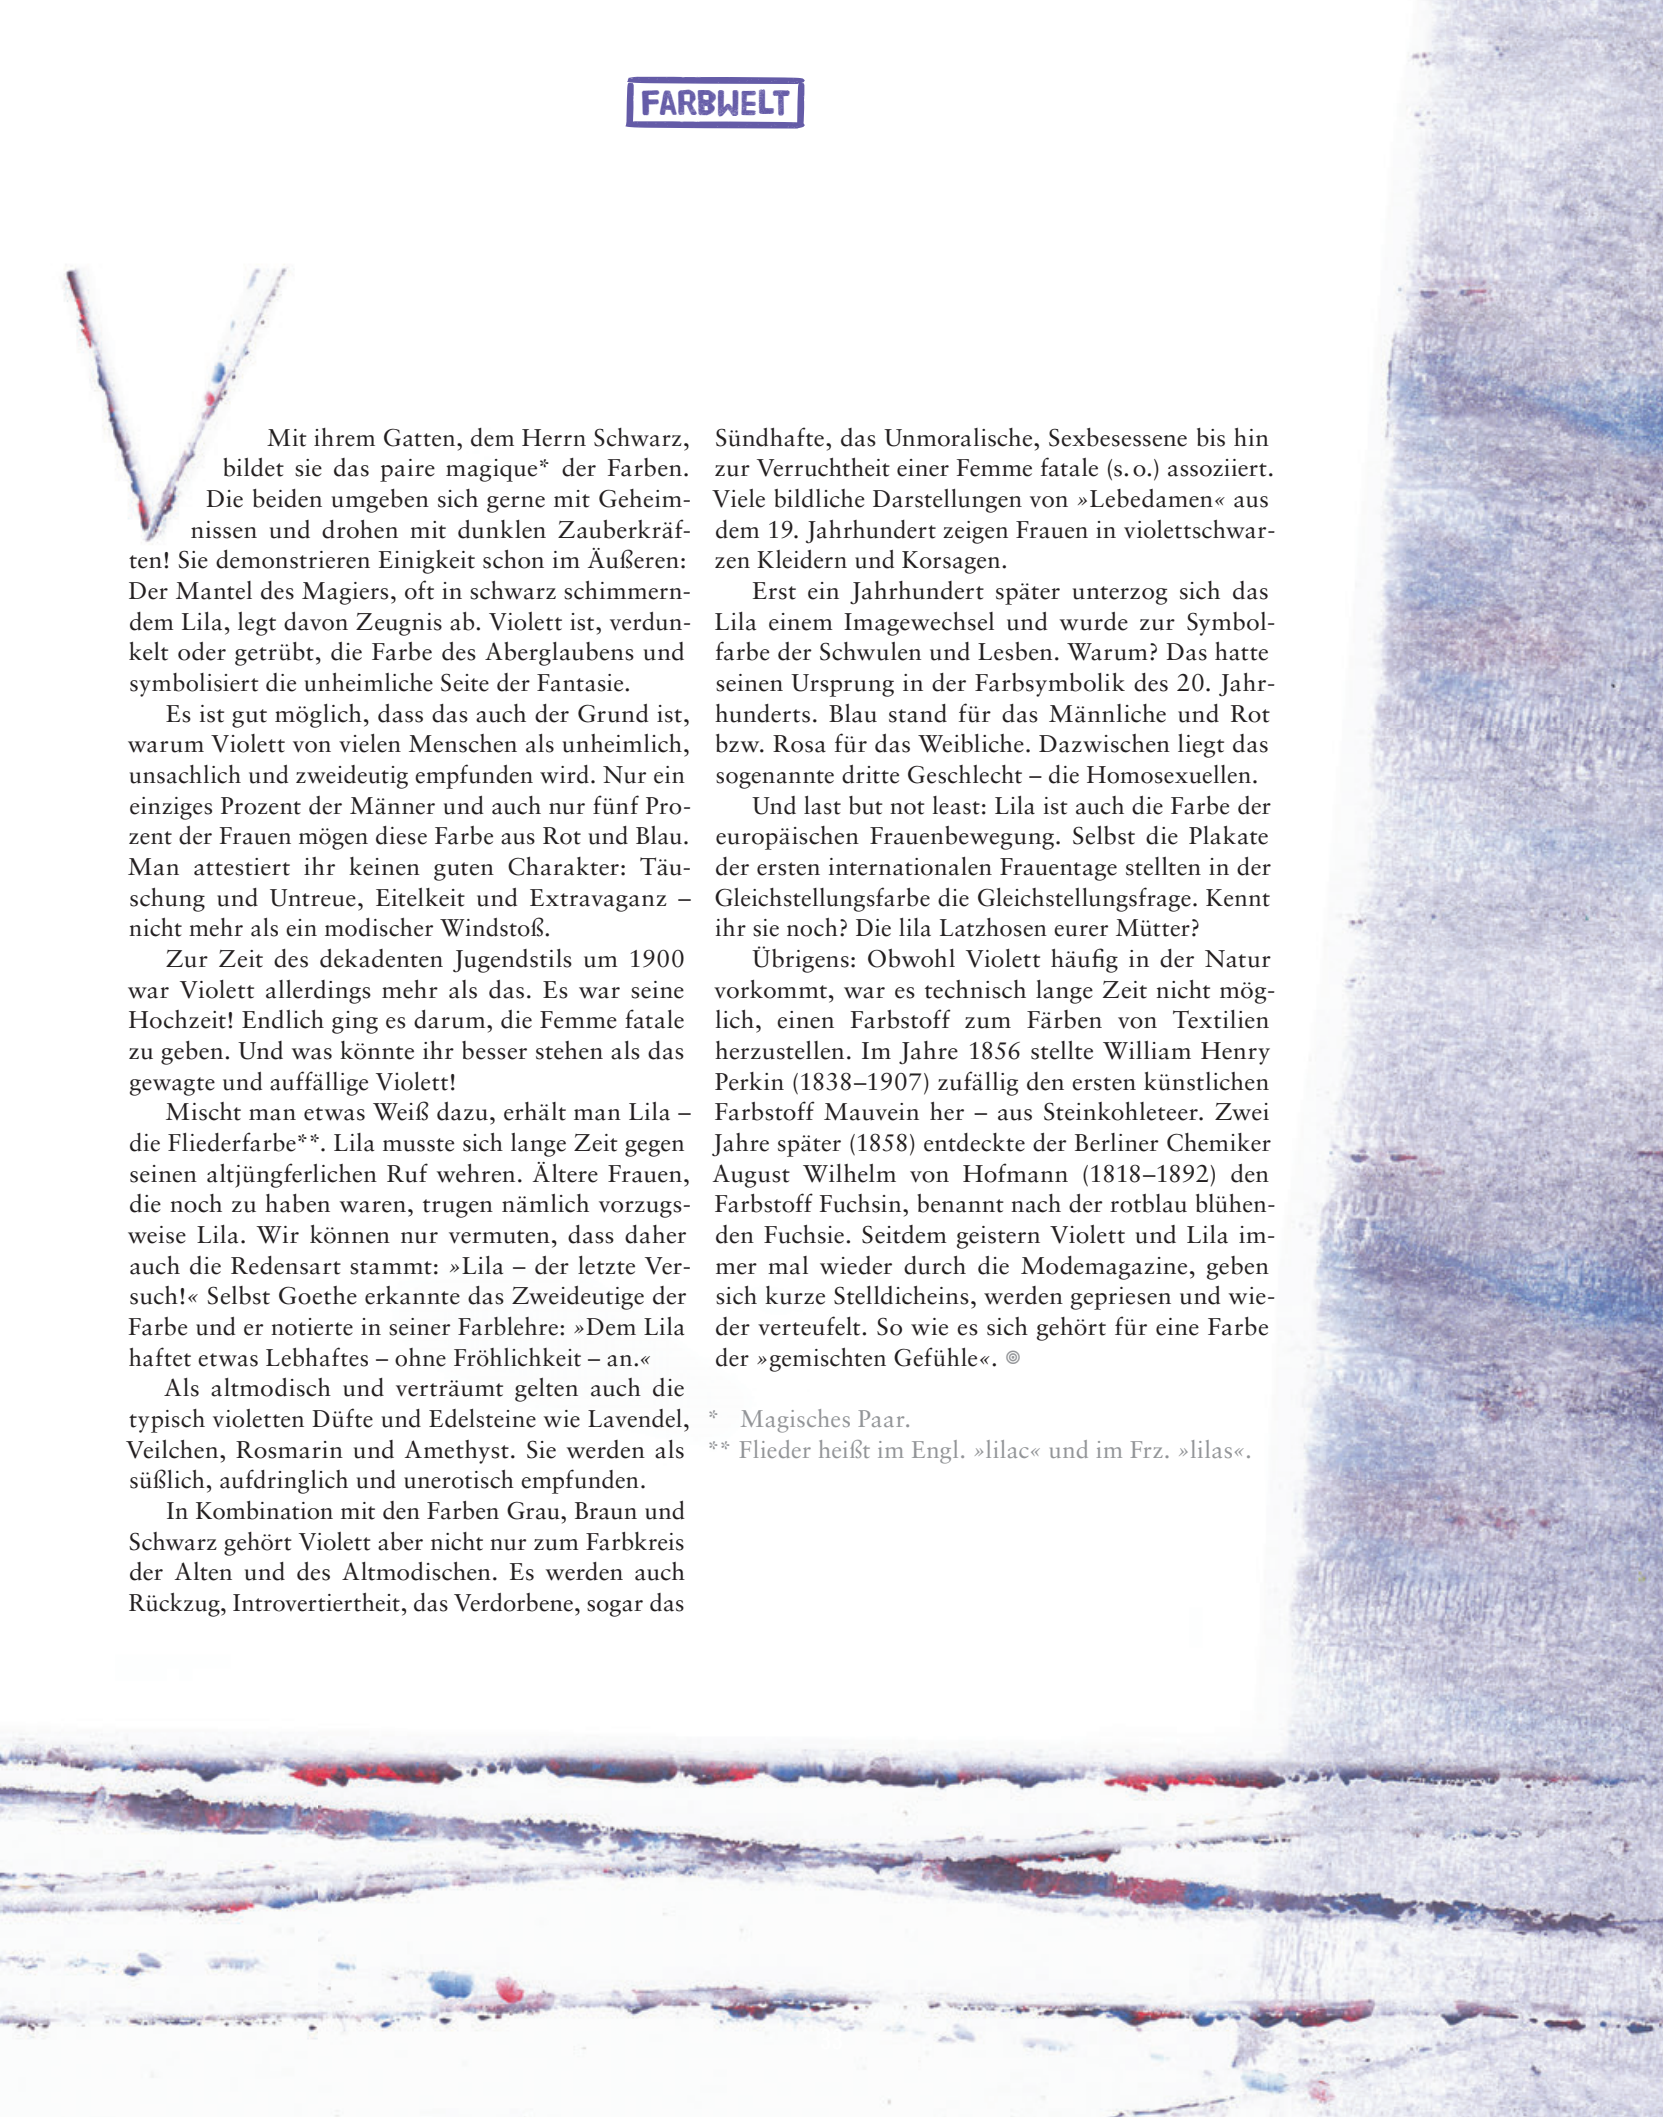 FARBWELT
V
Mit ihrem Gatten, dem Herrn Schwarz,
bildet sie das paire magique* der Farben.
Die beiden umgeben sich gerne mit Geheim-
nissen und drohen mit dunklen Zauberkräf-
ten! Sie demonstrieren Einigkeit schon im Äußeren:
Der Mantel des Magiers, oft in schwarz schimmern-
dem Lila, legt davon Zeugnis ab. Violett ist, verdun-
kelt oder getrübt, die Farbe des Aberglaubens und
symbolisiert die unheimliche Seite der Fantasie.
Es ist gut möglich, dass das auch der Grund ist,
warum Violett von vielen Menschen als unheimlich,
unsachlich und zweideutig empfunden wird. Nur ein
einziges Prozent der Männer und auch nur fünf Pro-
zent der Frauen mögen diese Farbe aus Rot und Blau.
Man attestiert ihr keinen guten Charakter: Täu-
schung und Untreue, Eitelkeit und Extravaganz –
nicht mehr als ein modischer Windstoß.
Zur Zeit des dekadenten Jugendstils um 1900
war Violett allerdings mehr als das. Es war seine
Hochzeit! Endlich ging es darum, die Femme fatale
zu geben. Und was könnte ihr besser stehen als das
gewagte und auffällige Violett!
Mischt man etwas Weiß dazu, erhält man Lila –
die Fliederfarbe**. Lila musste sich lange Zeit gegen
seinen altjüngferlichen Ruf wehren. Ältere Frauen,
die noch zu haben waren, trugen nämlich vorzugs-
weise Lila. Wir können nur vermuten, dass daher
auch die Redensart stammt: »Lila – der letzte Ver-
such!« Selbst Goethe erkannte das Zweideutige der
Farbe und er notierte in seiner Farblehre: »Dem Lila
haftet etwas Lebhaftes – ohne Fröhlichkeit – an.«
Als altmodisch und verträumt gelten auch die
typisch violetten Düfte und Edelsteine wie Lavendel,
Veilchen, Rosmarin und Amethyst. Sie werden als
süßlich, aufdringlich und unerotisch empfunden.
In Kombination mit den Farben Grau, Braun und
Schwarz gehört Violett aber nicht nur zum Farbkreis
der Alten und des Altmodischen. Es werden auch
Rückzug, Introvertiertheit, das Verdorbene, sogar das
Sündhafte, das Unmoralische, Sexbesessene bis hin
zur Verruchtheit einer Femme fatale (s. o.) assoziiert.
Viele bildliche Darstellungen von »Lebedamen« aus
dem 19. Jahrhundert zeigen Frauen in violettschwar-
zen Kleidern und Korsagen.
Erst ein Jahrhundert später unterzog sich das
Lila einem Imagewechsel und wurde zur Symbol-
farbe der Schwulen und Lesben. Warum? Das hatte
seinen Ursprung in der Farbsymbolik des 20. Jahr-
hunderts. Blau stand für das Männliche und Rot
bzw. Rosa für das Weibliche. Dazwischen liegt das
sogenannte dritte Geschlecht – die Homosexuellen.
Und last but not least: Lila ist auch die Farbe der
europäischen Frauenbewegung. Selbst die Plakate
der ersten internationalen Frauentage stellten in der
Gleichstellungsfarbe die Gleichstellungsfrage. Kennt
ihr sie noch? Die lila Latzhosen eurer Mütter?
Übrigens: Obwohl Violett häufig in der Natur
vorkommt, war es technisch lange Zeit nicht mög-
lich, einen Farbstoff zum Färben von Textilien
herzustellen. Im Jahre 1856 stellte William Henry
Perkin (1838–1907) zufällig den ersten künstlichen
Farbstoff Mauvein her – aus Steinkohleteer. Zwei
Jahre später (1858) entdeckte der Berliner Chemiker
August Wilhelm von Hofmann (1818–1892) den
Farbstoff Fuchsin, benannt nach der rotblau blühen-
den Fuchsie. Seitdem geistern Violett und Lila im-
mer mal wieder durch die Modemagazine, geben
sich kurze Stelldicheins, werden gepriesen und wie-
der verteufelt. So wie es sich gehört für eine Farbe
der »gemischten Gefühle«.
* Magisches Paar.
** Flieder heißt im Engl. »lilac« und im Frz. »lilas«.